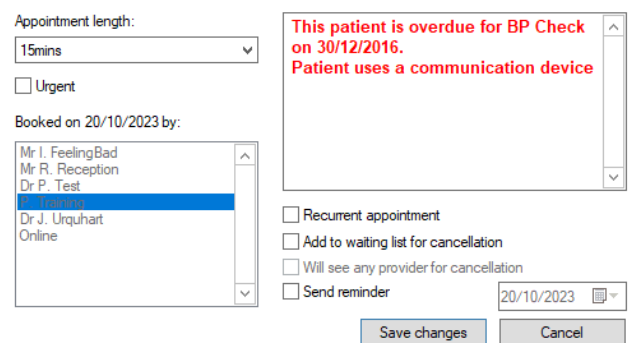 Appointment length:
15mins
Urgent
Booked on 20/10/2023 by:
Mr I. FeelingBad
Mr R. Reception
Dr P. Test
P. Training
Dr J. Urquhart
Online
This patient is overdue for BP Check
on 30/12/2016.
Patient uses a communication device
Recurrent appointment
Add to waiting list for cancellation
Will see any provider for cancellation
Send reminder
20/10/2023
Save changes
Cancel